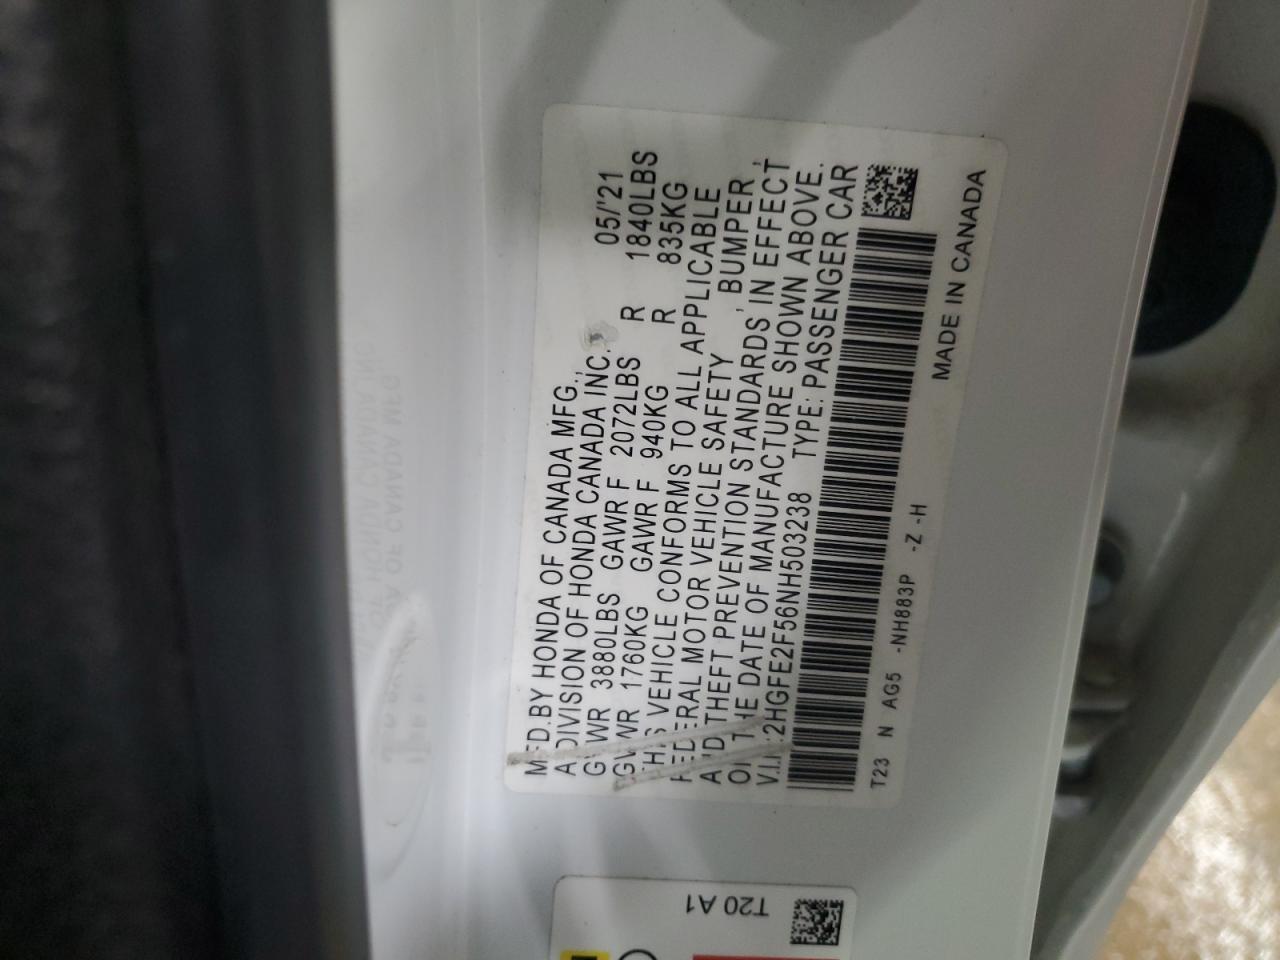 MFD.BY HONDA OF CANADA MFG.,
A DIVISION OF HONDA CANADA INC. 05/'21
GVWR 3880LBS GAWR F 2072LBS R 1840LBS
GVWR 1760KG GAWR F 940KG R 835KG
THIS VEHICLE CONFORMS TO ALL APPLICABLE
FEDERAL MOTOR VEHICLE SAFETY, BUMPER,
AND THEFT PREVENTION STANDARDS, IN EFFECT
ON THE DATE OF MANUFACTURE SHOWN ABOVE.
V.I.N.:2HGFE2F56NH503238 TYPE: PASSENGER CAR
T23 N AG5 -NH883P -Z -H
MADE IN CANADA
T20 A1